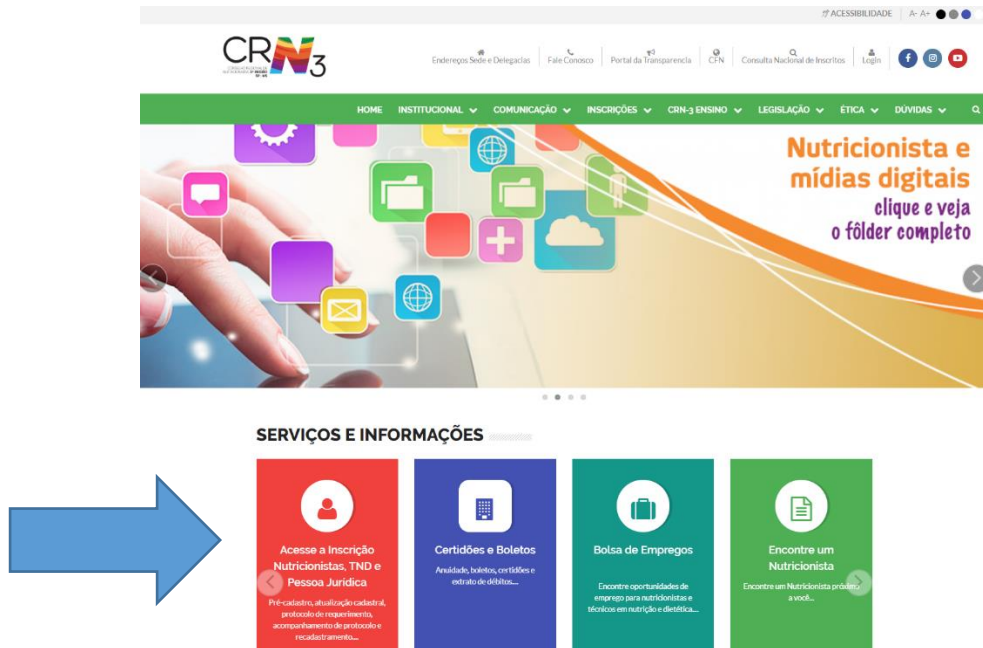 ACESSIBILIDADE A- A+
CRN3
Endereços Sede e Delegacias Fale Conosco Portal da Transparencia CFN Consulta Nacional de Inscritos Login
HOME INSTITUCIONAL COMUNICAÇÃO INSCRIÇÕES CRN-3 ENSINO LEGISLAÇÃO ÉTICA DÚVIDAS
Nutricionista e
mídias digitais
clique e veja
o fôlder completo
SERVIÇOS E INFORMAÇÕES
Acesse a Inscrição
Nutricionistas, TND e
Pessoa Jurídica
Pré-cadastro, atualização cadastral,
protocolo de requerimento,
acompanhamento de protocolo e
recadastramento....
Certidões e Boletos
Anuidade, boletos, certidões e
extrato de débitos....
Bolsa de Empregos
Encontre oportunidades de
emprego para nutricionistas e
técnicos em nutrição e dietética....
Encontre um
Nutricionista
Encontre um Nutricionista próximo
a você...